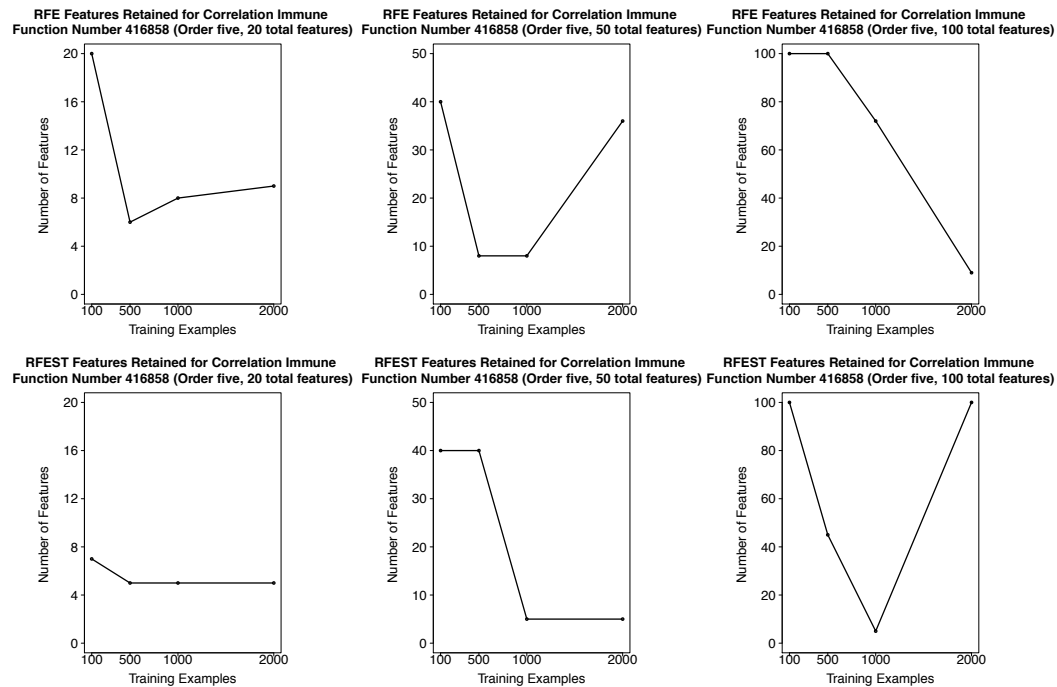 RFE Features Retained for Correlation Immune
Function Number 416858 (Order five, 20 total features)
20
16
12
8
4
0
Number of Features
100 500 1000 2000
Training Examples
RFE Features Retained for Correlation Immune
Function Number 416858 (Order five, 50 total features)
50
40
30
20
10
0
Number of Features
100 500 1000 2000
Training Examples
RFE Features Retained for Correlation Immune
Function Number 416858 (Order five, 100 total features)
100
80
60
40
20
0
Number of Features
100 500 1000 2000
Training Examples
RFEST Features Retained for Correlation Immune
Function Number 416858 (Order five, 20 total features)
20
16
12
8
4
0
Number of Features
100 500 1000 2000
Training Examples
RFEST Features Retained for Correlation Immune
Function Number 416858 (Order five, 50 total features)
50
40
30
20
10
0
Number of Features
100 500 1000 2000
Training Examples
RFEST Features Retained for Correlation Immune
Function Number 416858 (Order five, 100 total features)
100
80
60
40
20
0
Number of Features
100 500 1000 2000
Training Examples